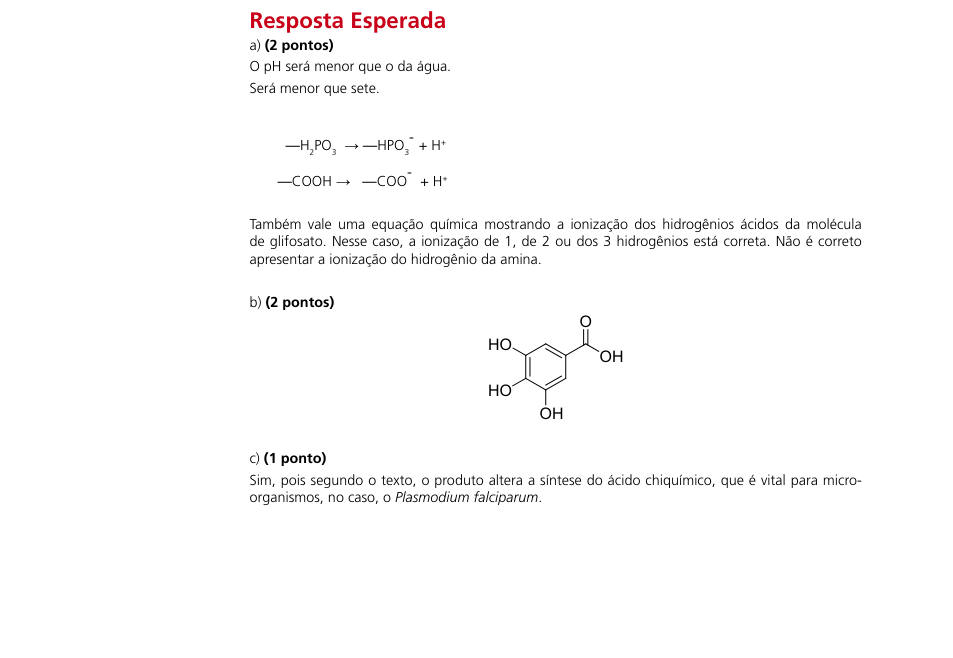 Resposta Esperada
a) (2 pontos)
O pH será menor que o da água.
Será menor que sete.
—H₂PO₃ → —HPO₃⁻ + H⁺
—COOH → —COO⁻ + H⁺
Também vale uma equação química mostrando a ionização dos hidrogênios ácidos da molécula
de glifosato. Nesse caso, a ionização de 1, de 2 ou dos 3 hidrogênios está correta. Não é correto
apresentar a ionização do hidrogênio da amina.
b) (2 pontos)
O
HO
OH
HO
OH
c) (1 ponto)
Sim, pois segundo o texto, o produto altera a síntese do ácido chiquímico, que é vital para micro-
organismos, no caso, o Plasmodium falciparum.